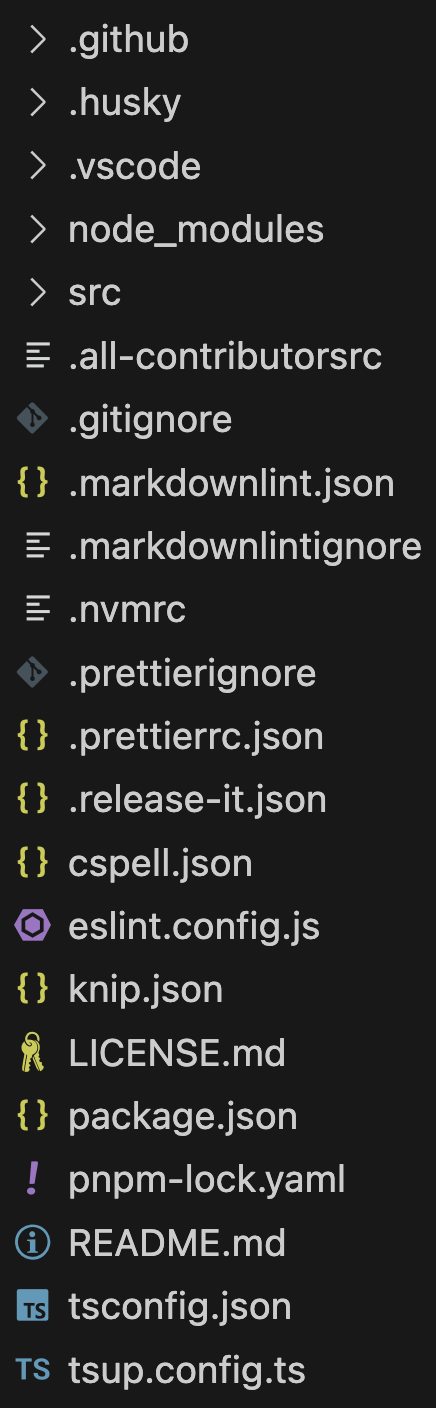 .github
.husky
.vscode
node_modules
src
.all-contributorsrc
.gitignore
{} .markdownlint.json
.markdownlintignore
.nvmrc
.prettierignore
{} .prettierrc.json
{} .release-it.json
{} cspell.json
eslint.config.js
{} knip.json
LICENSE.md
{} package.json
! pnpm-lock.yaml
README.md
TS tsconfig.json
TS tsup.config.ts